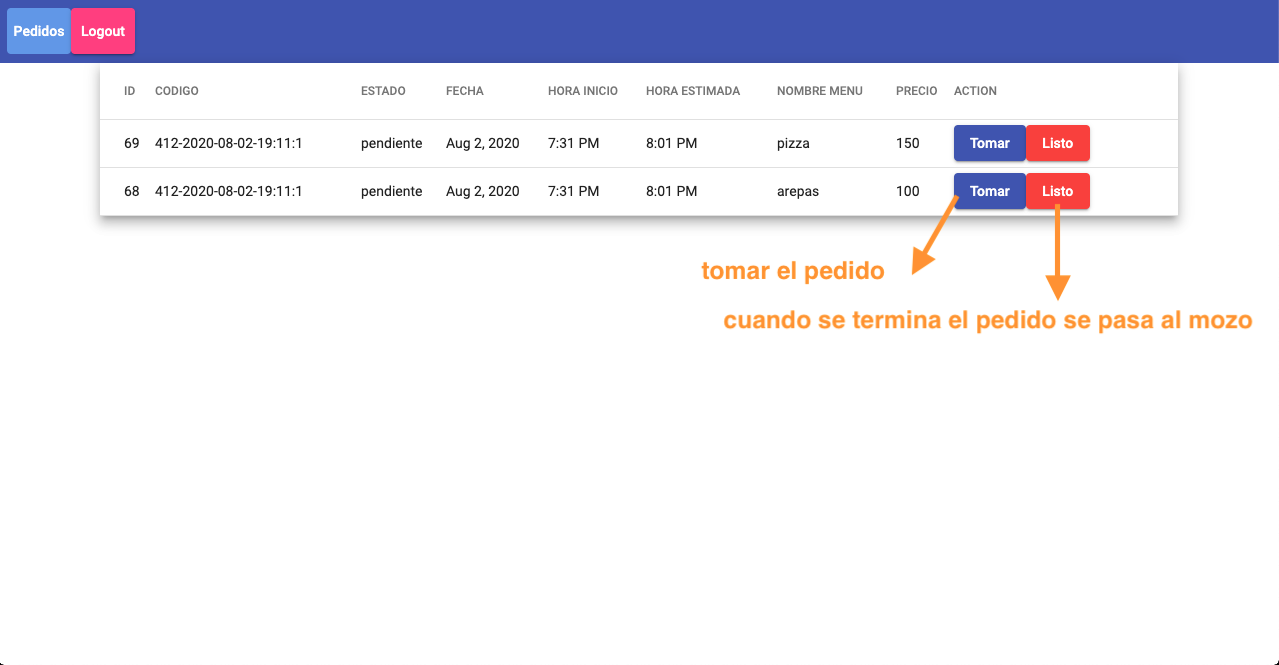 Pedidos Logout
ID CODIGO ESTADO FECHA HORA INICIO HORA ESTIMADA NOMBRE MENU PRECIO ACTION
69 412-2020-08-02-19:11:1 pendiente Aug 2, 2020 7:31 PM 8:01 PM pizza 150 Tomar Listo
68 412-2020-08-02-19:11:1 pendiente Aug 2, 2020 7:31 PM 8:01 PM arepas 100 Tomar Listo
tomar el pedido
cuando se termina el pedido se pasa al mozo